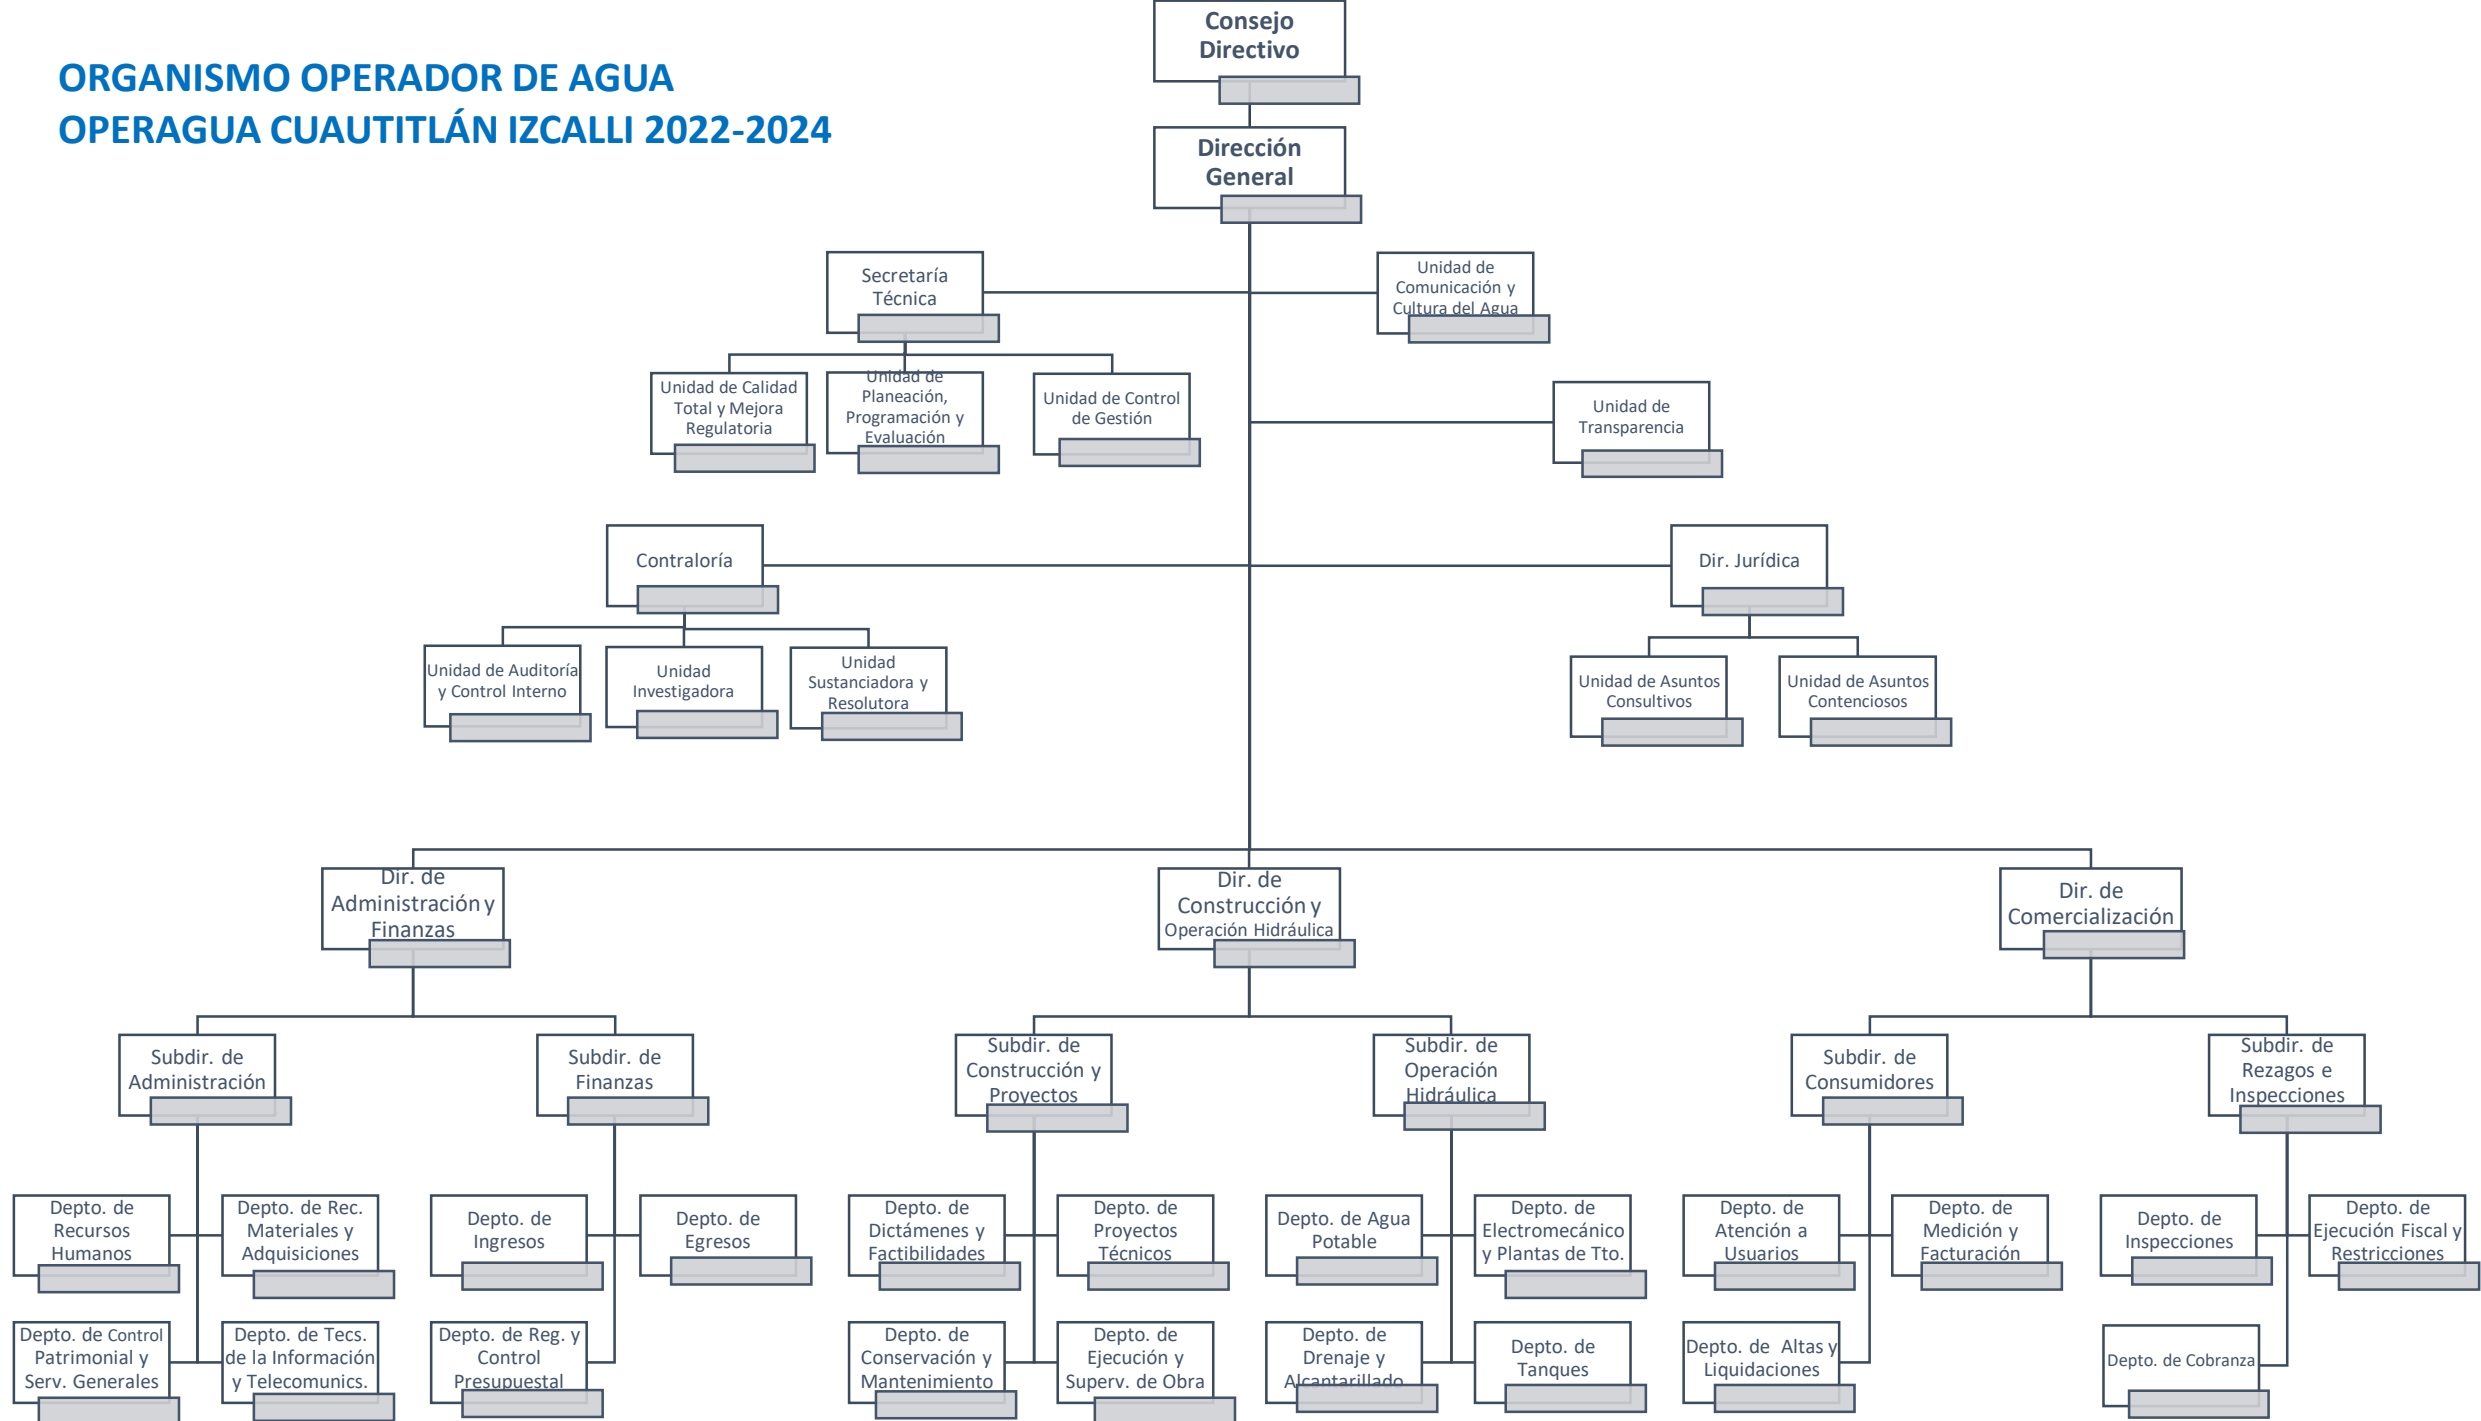 ORGANISMO OPERADOR DE AGUA
OPERAGUA CUAUTITLÁN IZCALLI 2022-2024
Consejo
Directivo
Dirección
General
Secretaría
Técnica
Unidad de
Comunicación y
Cultura del Agua
Unidad de Calidad
Total y Mejora
Regulatoria
Unidad de
Planeación,
Programación y
Evaluación
Unidad de Control
de Gestión
Unidad de
Transparencia
Contraloría
Dir. Jurídica
Unidad de Auditoría
y Control Interno
Unidad
Investigadora
Unidad
Sustanciadora y
Resolutora
Unidad de Asuntos
Consultivos
Unidad de Asuntos
Contenciosos
Dir. de
Administración y
Finanzas
Dir. de
Construcción y
Operación Hidráulica
Dir. de
Comercialización
Subdir. de
Administración
Subdir. de
Finanzas
Subdir. de
Construcción y
Proyectos
Subdir. de
Operación
Hidráulica
Subdir. de
Consumidores
Subdir. de
Rezagos e
Inspecciones
Depto. de
Recursos
Humanos
Depto. de Rec.
Materiales y
Adquisiciones
Depto. de
Ingresos
Depto. de
Egresos
Depto. de
Dictámenes y
Factibilidades
Depto. de
Proyectos
Técnicos
Depto. de Agua
Potable
Depto. de
Electromecánico
y Plantas de Tto.
Depto. de
Atención a
Usuarios
Depto. de
Medición y
Facturación
Depto. de
Inspecciones
Depto. de
Ejecución Fiscal y
Restricciones
Depto. de Control
Patrimonial y
Serv. Generales
Depto. de Tecs.
de la Información
y Telecomunics.
Depto. de Reg. y
Control
Presupuestal
Depto. de
Conservación y
Mantenimiento
Depto. de
Ejecución y
Superv. de Obra
Depto. de
Drenaje y
Alcantarillado
Depto. de
Tanques
Depto. de Altas y
Liquidaciones
Depto. de Cobranza